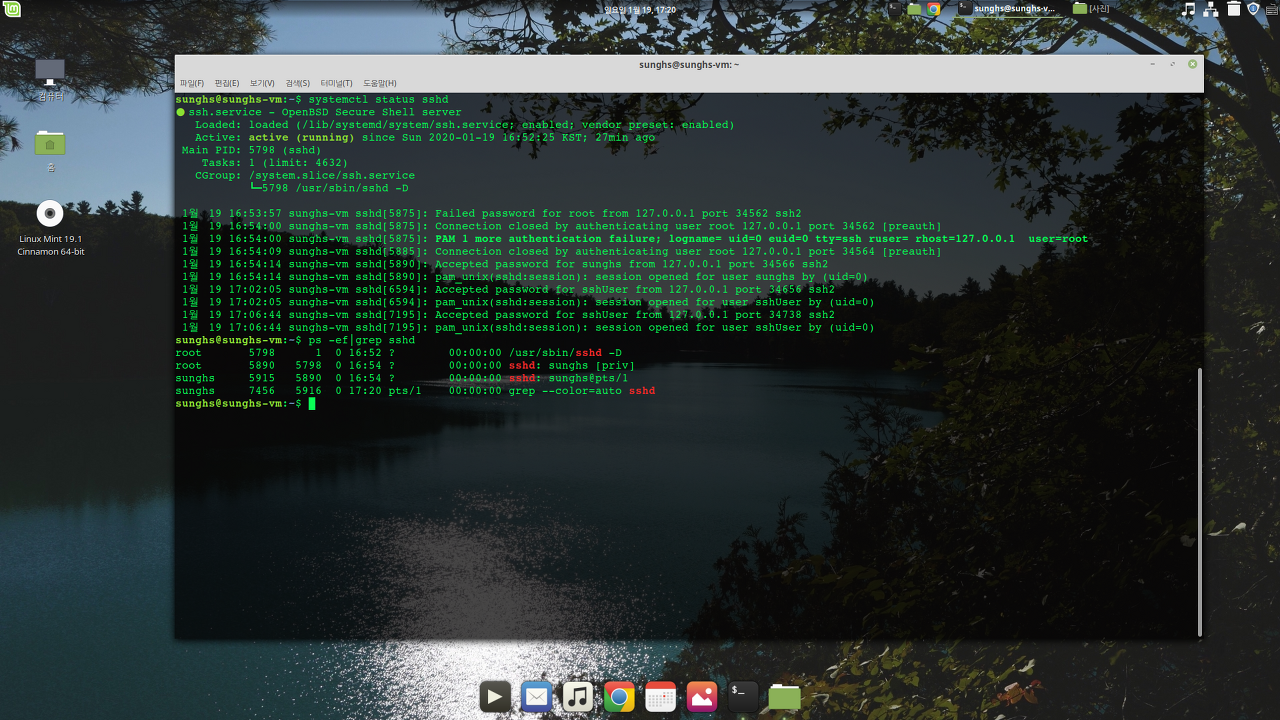 일요일 1월 19, 17:20
sunghs@sunghs-v...
[사진]
컴퓨터
홈
Linux Mint 19.1
Cinnamon 64-bit
sunghs@sunghs-vm: ~
파일(F) 편집(E) 보기(V) 검색(S) 터미널(T) 도움말(H)
sunghs@sunghs-vm:~$ systemctl status sshd
● ssh.service - OpenBSD Secure Shell server
Loaded: loaded (/lib/systemd/system/ssh.service; enabled; vendor preset: enabled)
Active: active (running) since Sun 2020-01-19 16:52:25 KST; 27min ago
Main PID: 5798 (sshd)
Tasks: 1 (limit: 4632)
CGroup: /system.slice/ssh.service
└─5798 /usr/sbin/sshd -D
1월 19 16:53:57 sunghs-vm sshd[5875]: Failed password for root from 127.0.0.1 port 34562 ssh2
1월 19 16:54:00 sunghs-vm sshd[5875]: Connection closed by authenticating user root 127.0.0.1 port 34562 [preauth]
1월 19 16:54:00 sunghs-vm sshd[5875]: PAM 1 more authentication failure; logname= uid=0 euid=0 tty=ssh ruser= rhost=127.0.0.1  user=root
1월 19 16:54:09 sunghs-vm sshd[5885]: Connection closed by authenticating user root 127.0.0.1 port 34564 [preauth]
1월 19 16:54:14 sunghs-vm sshd[5890]: Accepted password for sunghs from 127.0.0.1 port 34566 ssh2
1월 19 16:54:14 sunghs-vm sshd[5890]: pam_unix(sshd:session): session opened for user sunghs by (uid=0)
1월 19 17:02:05 sunghs-vm sshd[6594]: Accepted password for sshUser from 127.0.0.1 port 34656 ssh2
1월 19 17:02:05 sunghs-vm sshd[6594]: pam_unix(sshd:session): session opened for user sshUser by (uid=0)
1월 19 17:06:44 sunghs-vm sshd[7195]: Accepted password for sshUser from 127.0.0.1 port 34738 ssh2
1월 19 17:06:44 sunghs-vm sshd[7195]: pam_unix(sshd:session): session opened for user sshUser by (uid=0)
sunghs@sunghs-vm:~$ ps -ef|grep sshd
root 5798 1 0 16:52 ? 00:00:00 /usr/sbin/sshd -D
root 5890 5798 0 16:54 ? 00:00:00 sshd: sunghs [priv]
sunghs 5915 5890 0 16:54 ? 00:00:00 sshd: sunghs@pts/1
sunghs 7456 5916 0 17:20 pts/1 00:00:00 grep --color=auto sshd
sunghs@sunghs-vm:~$
$_